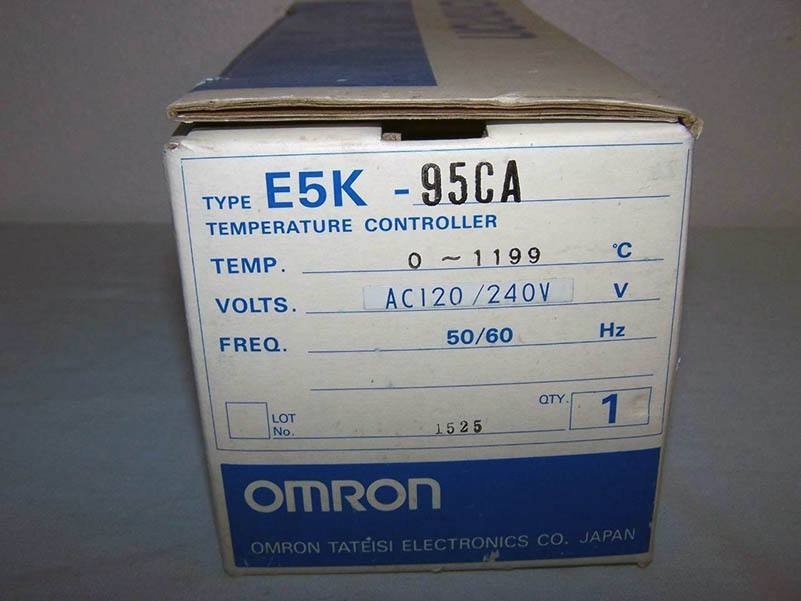 OMRON
TYPE E5K - 95CA
TEMPERATURE CONTROLLER
TEMP. 0 ~ 1199 °C
VOLTS. AC120/240V V
FREQ. 50/60 Hz
QTY. 1
LOT No. 1525
OMRON
OMRON TATEISI ELECTRONICS CO. JAPAN